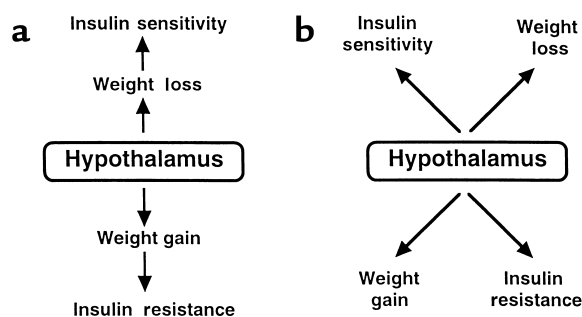 a
Insulin sensitivity
Weight loss
Hypothalamus
Weight gain
Insulin resistance
b
Insulin
sensitivity
Weight
loss
Hypothalamus
Weight
gain
Insulin
resistance